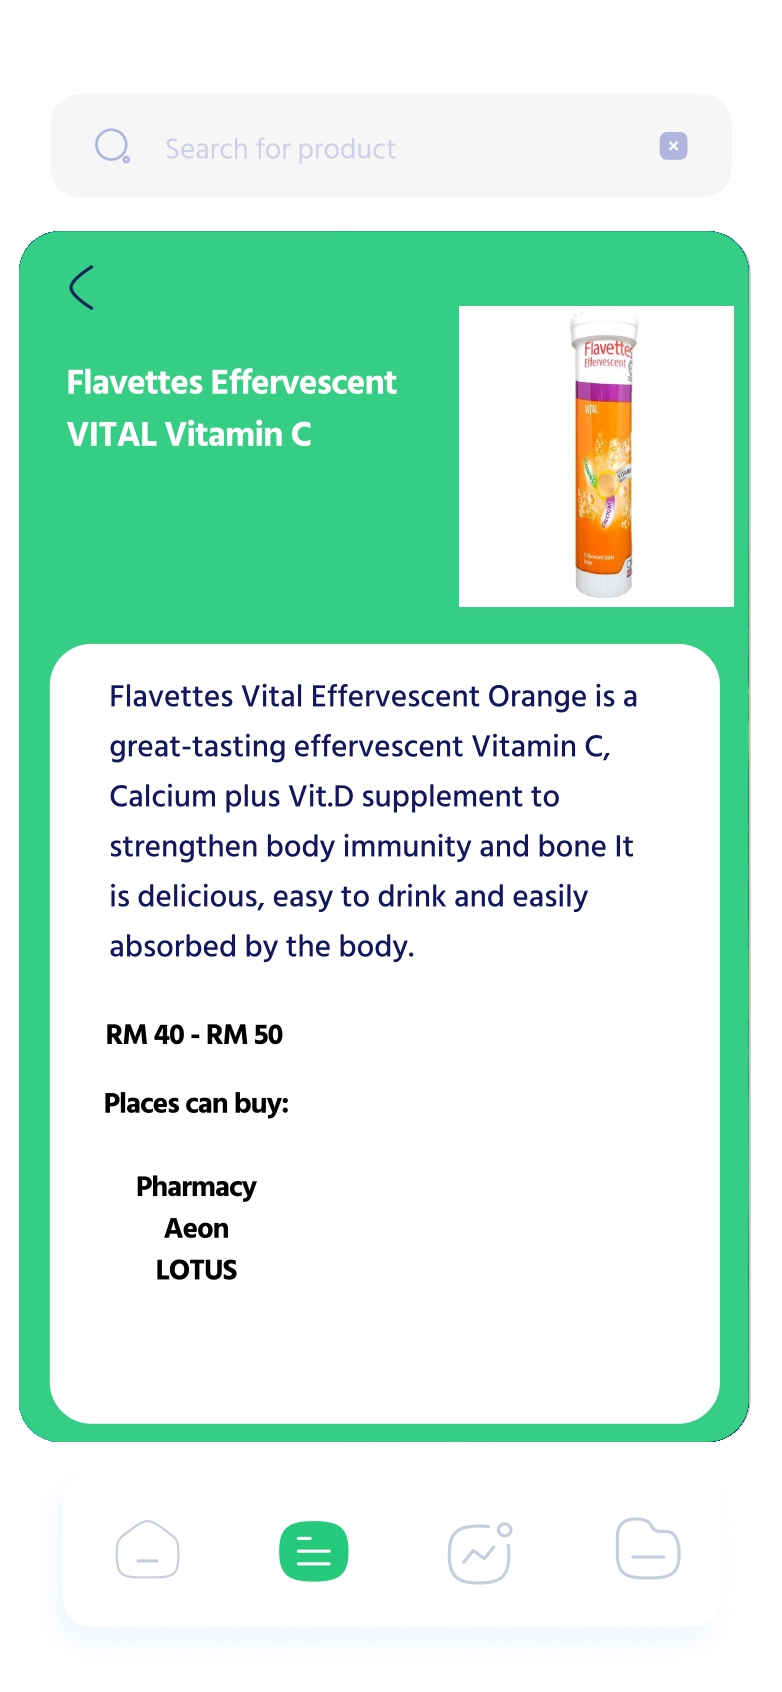 Search for product
Flavettes Effervescent
VITAL Vitamin C
Flavettes
Effervescent
VITAL
CALCIUM
Flavettes Vital Effervescent Orange is a
great-tasting effervescent Vitamin C,
Calcium plus Vit.D supplement to
strengthen body immunity and bone It
is delicious, easy to drink and easily
absorbed by the body.
RM 40 - RM 50
Places can buy:
Pharmacy
Aeon
LOTUS